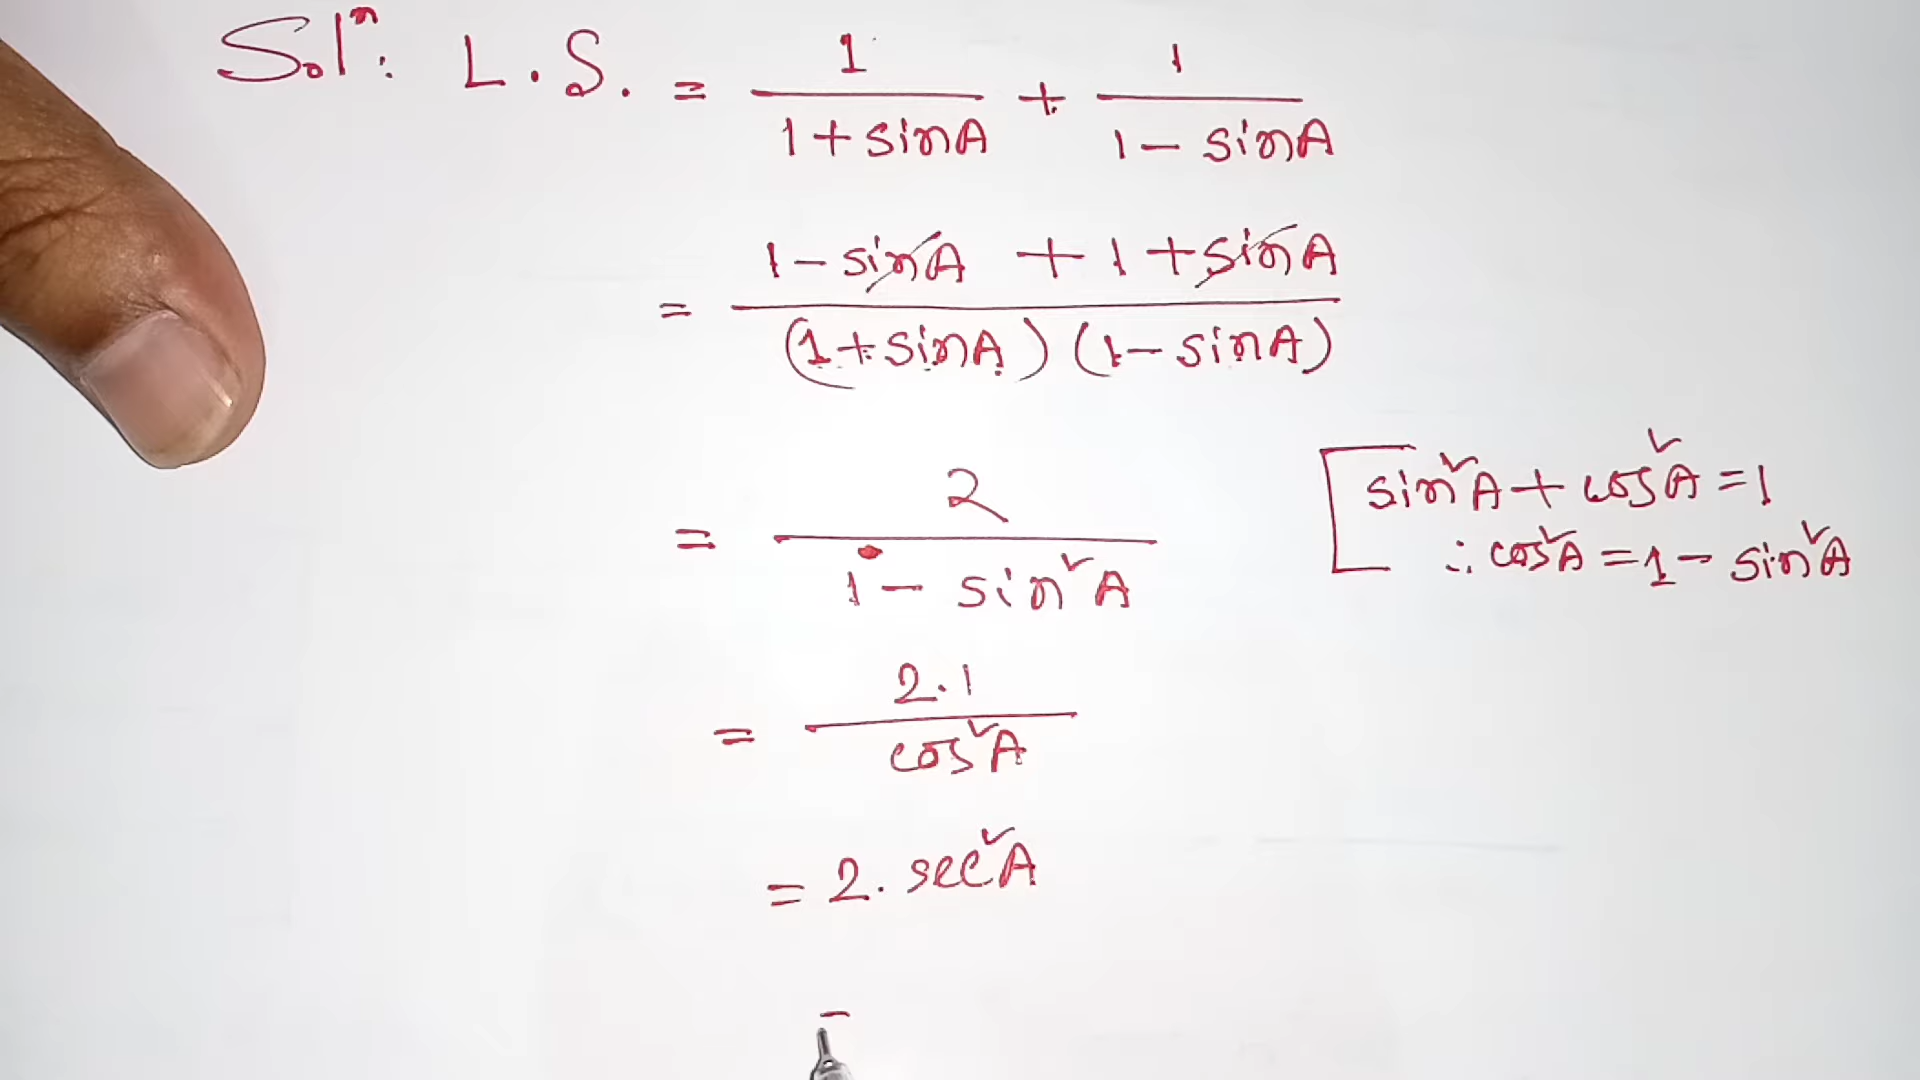 Solⁿ: L.S. = 1/(1+sinA) + 1/(1-sinA)
= (1-sinA + 1+sinA)/((1+sinA)(1-sinA))
= 2/(1-sin²A)
[sin²A + cos²A = 1
∴ cos²A = 1 - sin²A
= 2.1/cos²A
= 2. sec²A